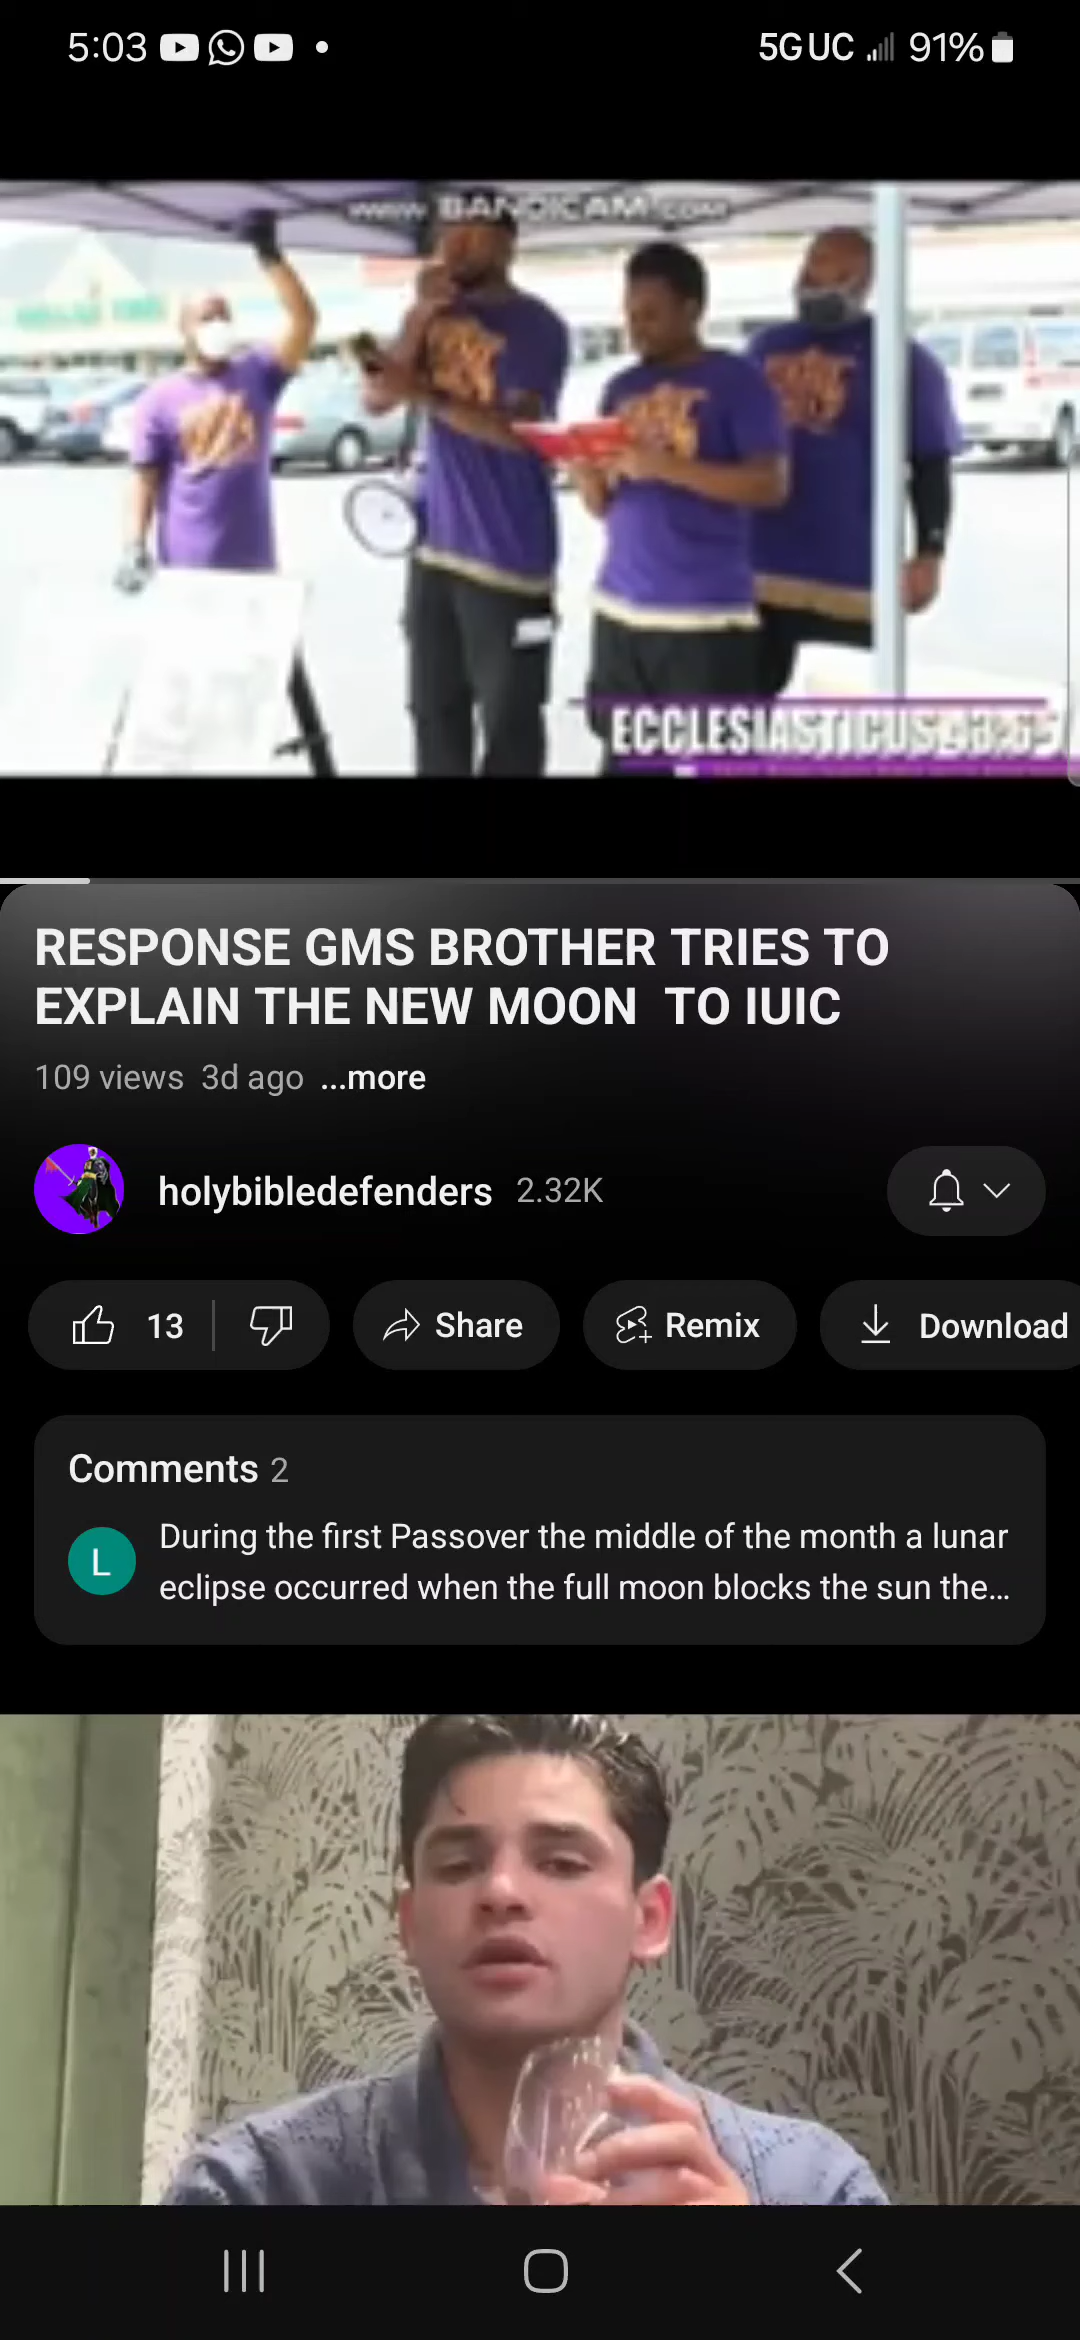 5:03
5G UC 91%
www.BANDICAM.com
ECCLESIASTICUS
RESPONSE GMS BROTHER TRIES TO
EXPLAIN THE NEW MOON TO IUIC
109 views 3d ago ...more
holybibledefenders 2.32K
13 Share Remix Download
Comments 2
L
During the first Passover the middle of the month a lunar
eclipse occurred when the full moon blocks the sun the...